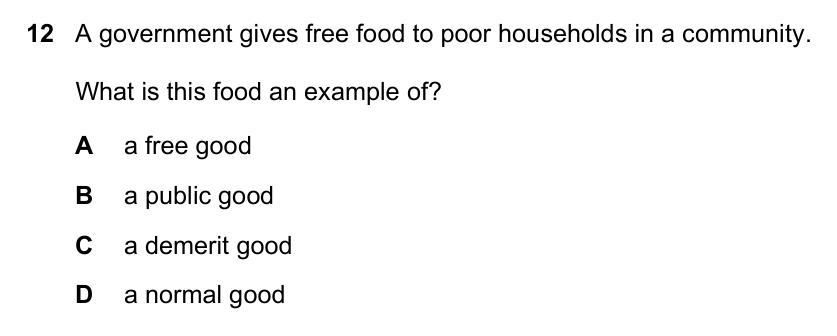 12 A government gives free food to poor households in a community.
What is this food an example of?
A a free good
B a public good
C a demerit good
D a normal good